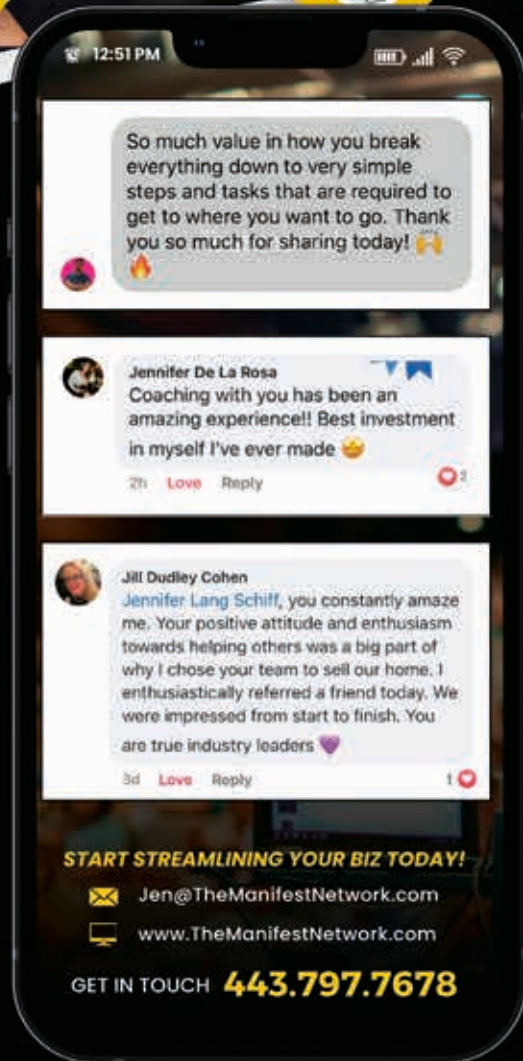 12:51 PM
So much value in how you break
everything down to very simple
steps and tasks that are required to
get to where you want to go. Thank
you so much for sharing today! 🙌
🔥
Jennifer De La Rosa
Coaching with you has been an
amazing experience!! Best investment
in myself I've ever made 🤩
2h Love Reply 2
Jill Dudley Cohen
Jennifer Lang Schiff, you constantly amaze
me. Your positive attitude and enthusiasm
towards helping others was a big part of
why I chose your team to sell our home. I
enthusiastically referred a friend today. We
were impressed from start to finish. You
are true industry leaders 💜
3d Love Reply 1
START STREAMLINING YOUR BIZ TODAY!
Jen@TheManifestNetwork.com
www.TheManifestNetwork.com
GET IN TOUCH 443.797.7678